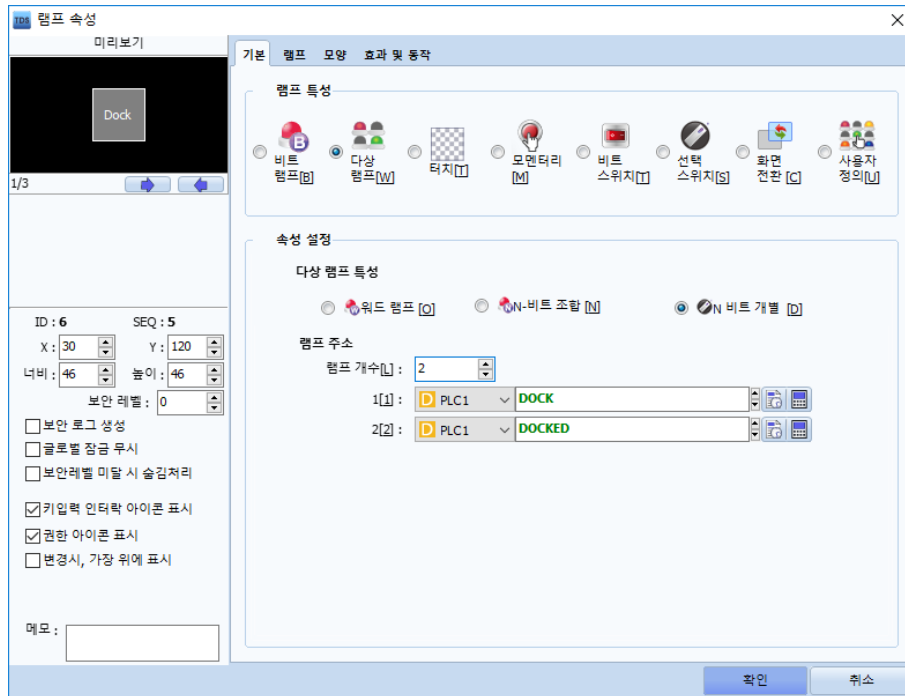 TDS 램프 속성
미리보기
Dock
1/3
ID : 6 SEQ : 5
X : 30 Y : 120
너비 : 46 높이 : 46
보안 레벨 : 0
보안 로그 생성
글로벌 잠금 무시
보안레벨 미달 시 숨김처리
키입력 인터락 아이콘 표시
권한 아이콘 표시
변경시, 가장 위에 표시
메모 :
기본 램프 모양 효과 및 동작
램프 특성
비트 램프[B]
다상 램프[W]
터치[T]
모멘터리 [M]
비트 스위치[T]
선택 스위치[S]
화면 전환 [C]
사용자 정의[U]
속성 설정
다상 램프 특성
워드 램프 [O] N-비트 조합 [N] N 비트 개별 [D]
램프 주소
램프 개수[L] : 2
1[1] : D PLC1 DOCK
2[2] : D PLC1 DOCKED
확인 취소